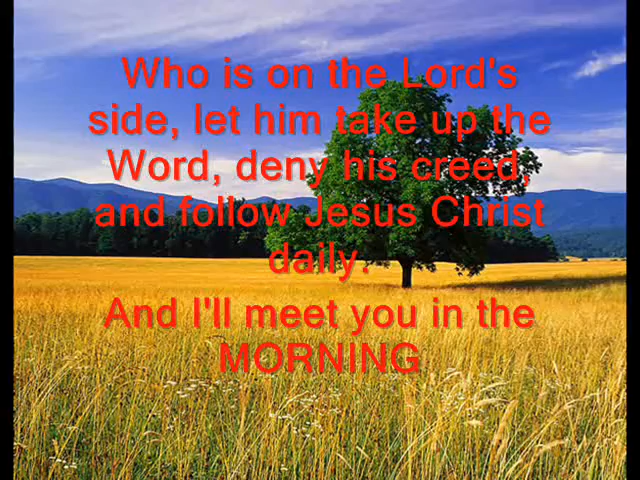 Who is on the Lord's
side, let him take up the
Word, deny his creed,
and follow Jesus Christ
daily.
And I'll meet you in the
MORNING